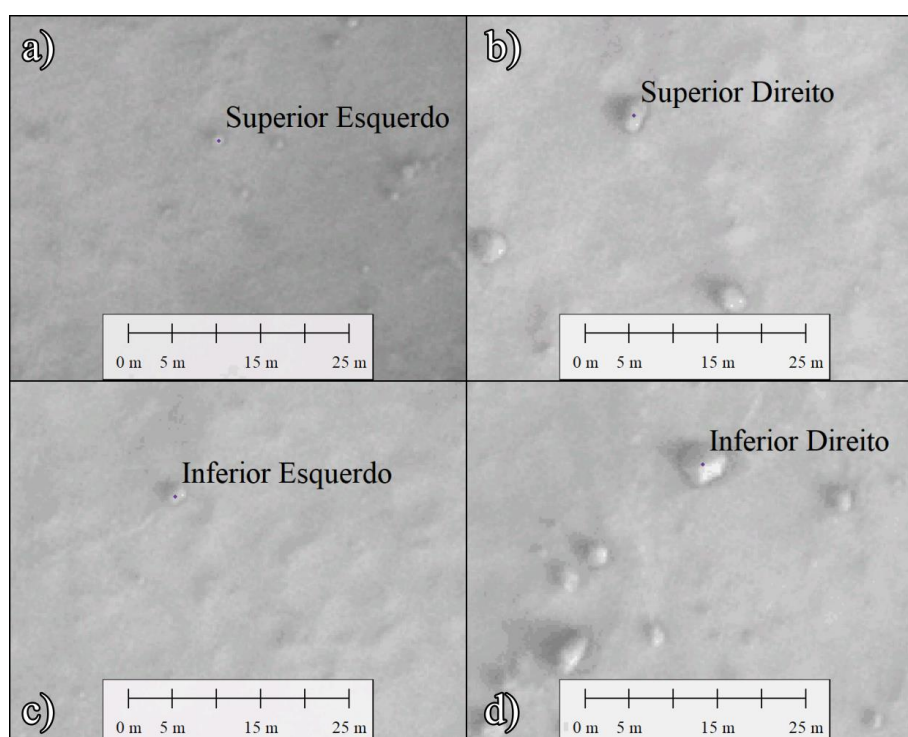 a)
Superior Esquerdo
0 m 5 m 15 m 25 m
b)
Superior Direito
0 m 5 m 15 m 25 m
c)
Inferior Esquerdo
0 m 5 m 15 m 25 m
d)
Inferior Direito
0 m 5 m 15 m 25 m